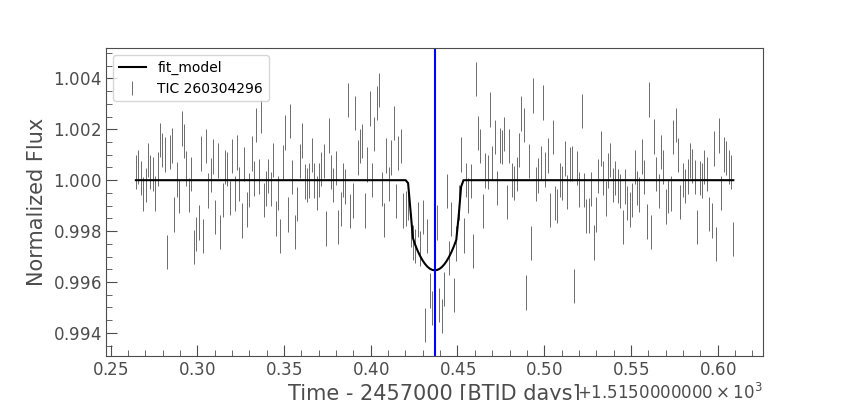 fit_model
TIC 260304296
1.004
1.002
1.000
0.998
0.996
0.994
Normalized Flux
0.25 0.30 0.35 0.40 0.45 0.50 0.55 0.60
Time - 2457000 [BTJD days]
+1.5150000000 × 10³